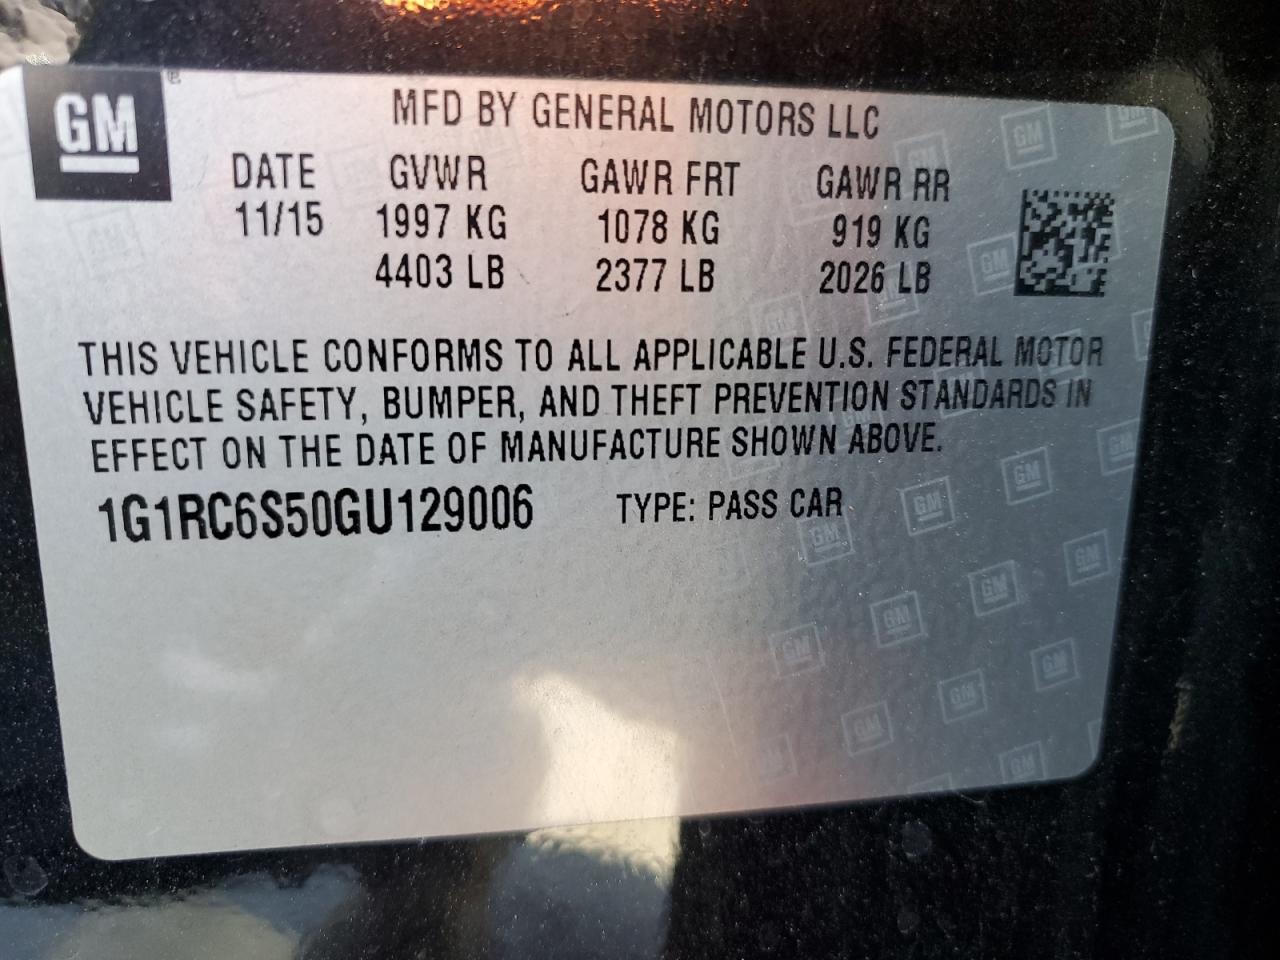 GM
MFD BY GENERAL MOTORS LLC
DATE GVWR GAWR FRT GAWR RR
11/15 1997 KG 1078 KG 919 KG
4403 LB 2377 LB 2026 LB
THIS VEHICLE CONFORMS TO ALL APPLICABLE U.S. FEDERAL MOTOR
VEHICLE SAFETY, BUMPER, AND THEFT PREVENTION STANDARDS IN
EFFECT ON THE DATE OF MANUFACTURE SHOWN ABOVE.
1G1RC6S50GU129006 TYPE: PASS CAR